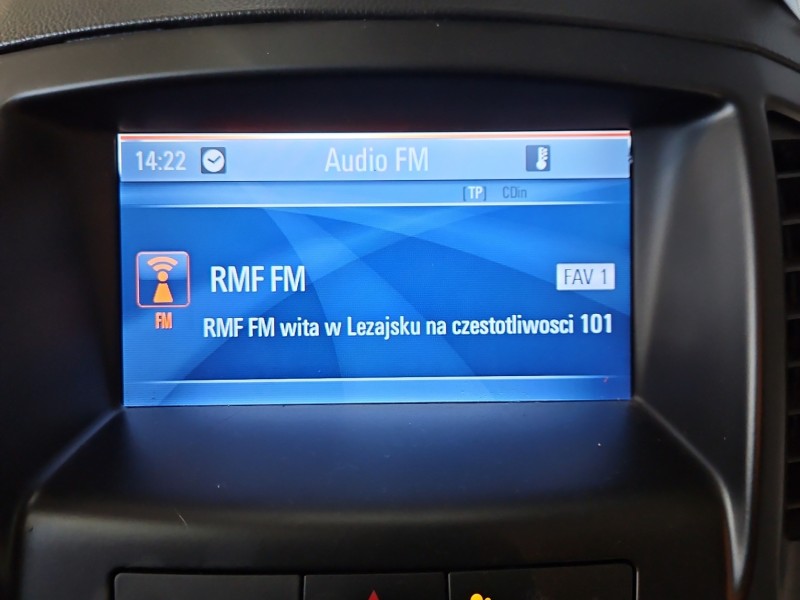 14:22 Audio FM
[TP] CDin
RMF FM FAV 1
FM
RMF FM wita w Lezajsku na czestotliwosci 101